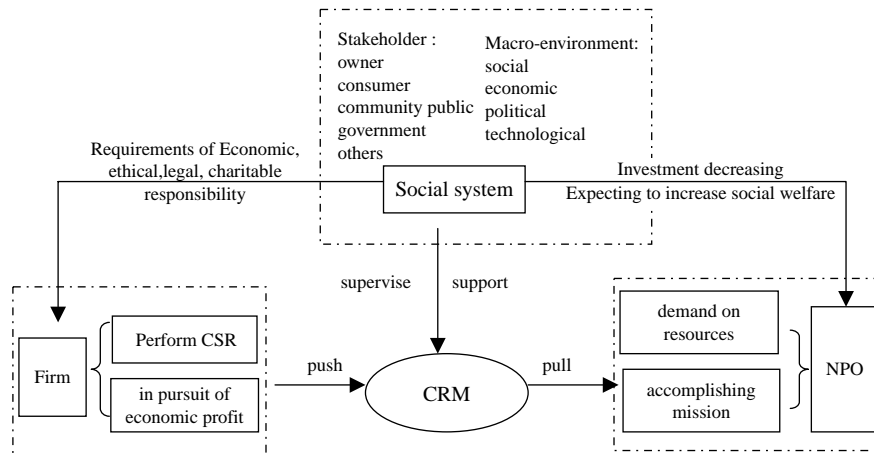 Stakeholder :
owner
consumer
community public
government
others
Macro-environment:
social
economic
political
technological
Requirements of Economic,
ethical,legal, charitable
responsibility
Social system
Investment decreasing
Expecting to increase social welfare
supervise
support
Firm
Perform CSR
in pursuit of
economic profit
push
CRM
pull
demand on
resources
accomplishing
mission
NPO